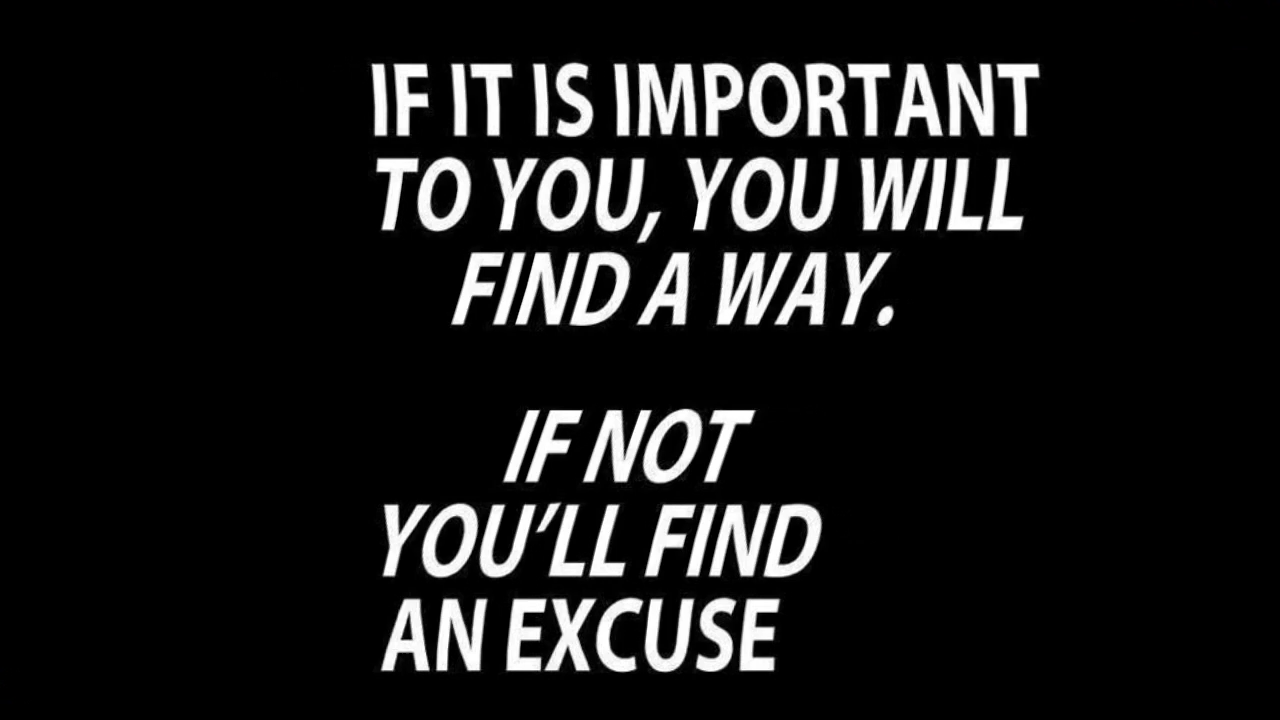 IF IT IS IMPORTANT
TO YOU, YOU WILL
FIND A WAY.
IF NOT
YOU’LL FIND
AN EXCUSE